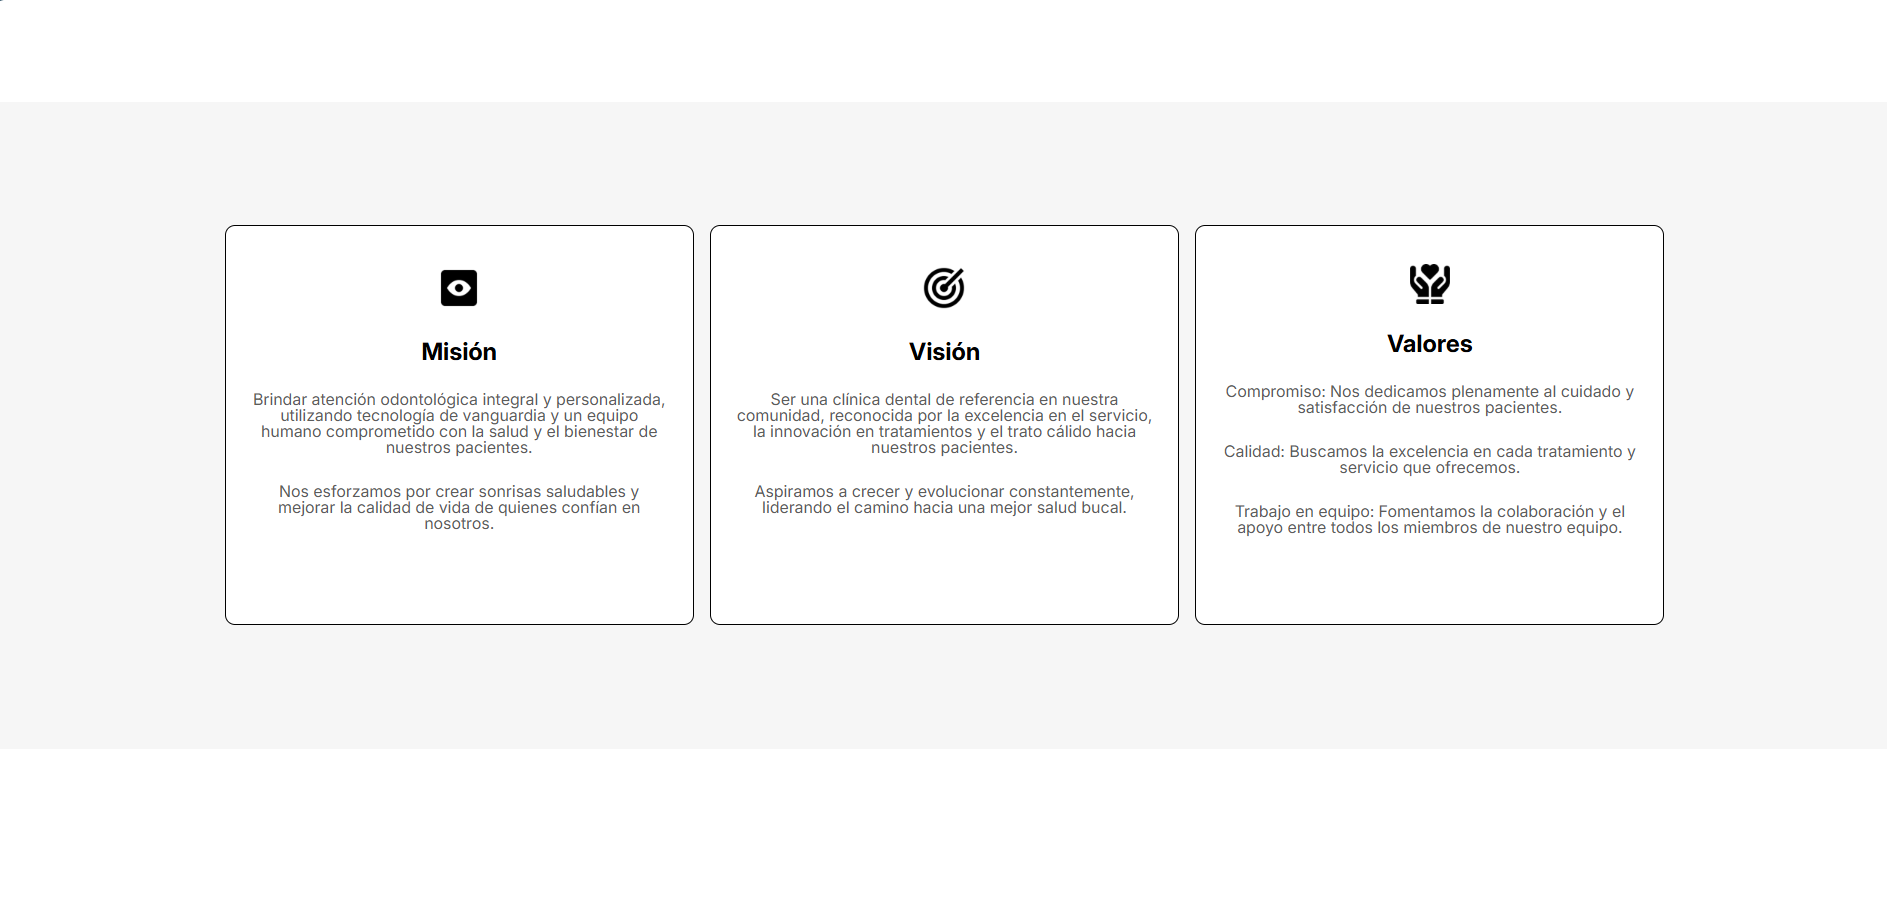 Misión
Brindar atención odontológica integral y personalizada,
utilizando tecnología de vanguardia y un equipo
humano comprometido con la salud y el bienestar de
nuestros pacientes.
Nos esforzamos por crear sonrisas saludables y
mejorar la calidad de vida de quienes confían en
nosotros.
Visión
Ser una clínica dental de referencia en nuestra
comunidad, reconocida por la excelencia en el servicio,
la innovación en tratamientos y el trato cálido hacia
nuestros pacientes.
Aspiramos a crecer y evolucionar constantemente,
liderando el camino hacia una mejor salud bucal.
Valores
Compromiso: Nos dedicamos plenamente al cuidado y
satisfacción de nuestros pacientes.
Calidad: Buscamos la excelencia en cada tratamiento y
servicio que ofrecemos.
Trabajo en equipo: Fomentamos la colaboración y el
apoyo entre todos los miembros de nuestro equipo.